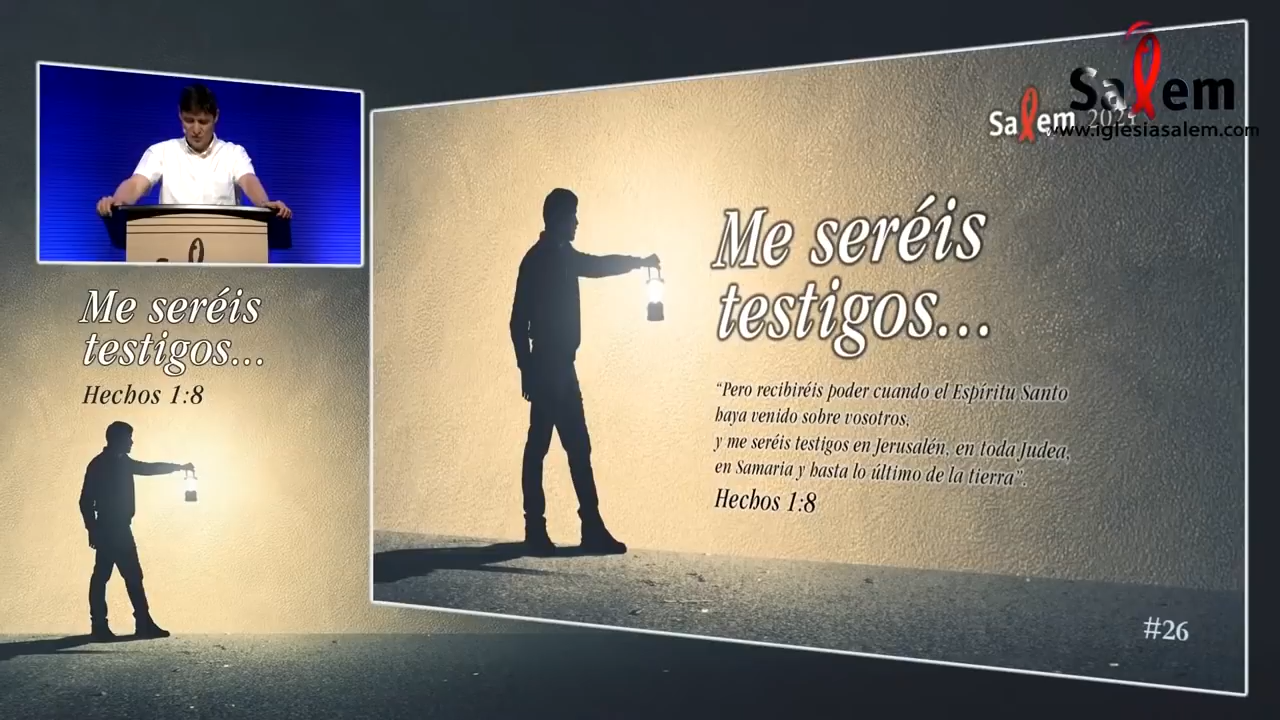 Salem
www.iglesiasalem.com
Salem
Me seréis
testigos...
Hechos 1:8
Me seréis
testigos...
“Pero recibiréis poder cuando el Espíritu Santo
haya venido sobre vosotros,
y me seréis testigos en Jerusalén, en toda Judea,
en Samaria y hasta lo último de la tierra”.
Hechos 1:8
#26